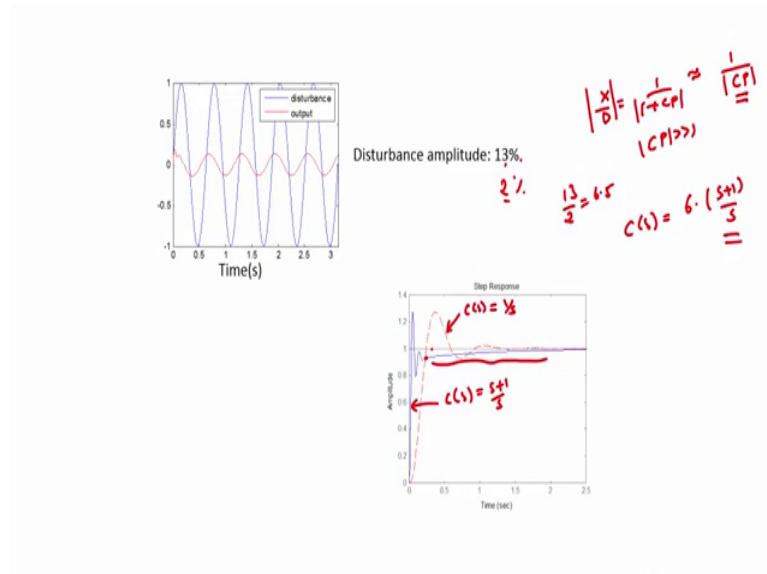 1
0.5
0
-0.5
-1
disturbance
output
0 0.5 1 1.5 2 2.5 3
Time(s)
Disturbance amplitude: 13%.
2%
|X/D| = 1/|1+CP| ≈ 1/|CP|
|CP|>>
13/2 = 6.5
C(s) = 6·(s+1)/s
Step Response
1.4
1.2
1
0.8
0.6
0.4
0.2
0
Amplitude
C(s) = 1/s
C(s) = s+1/s
0 0.5 1 1.5 2 2.5
Time (sec)